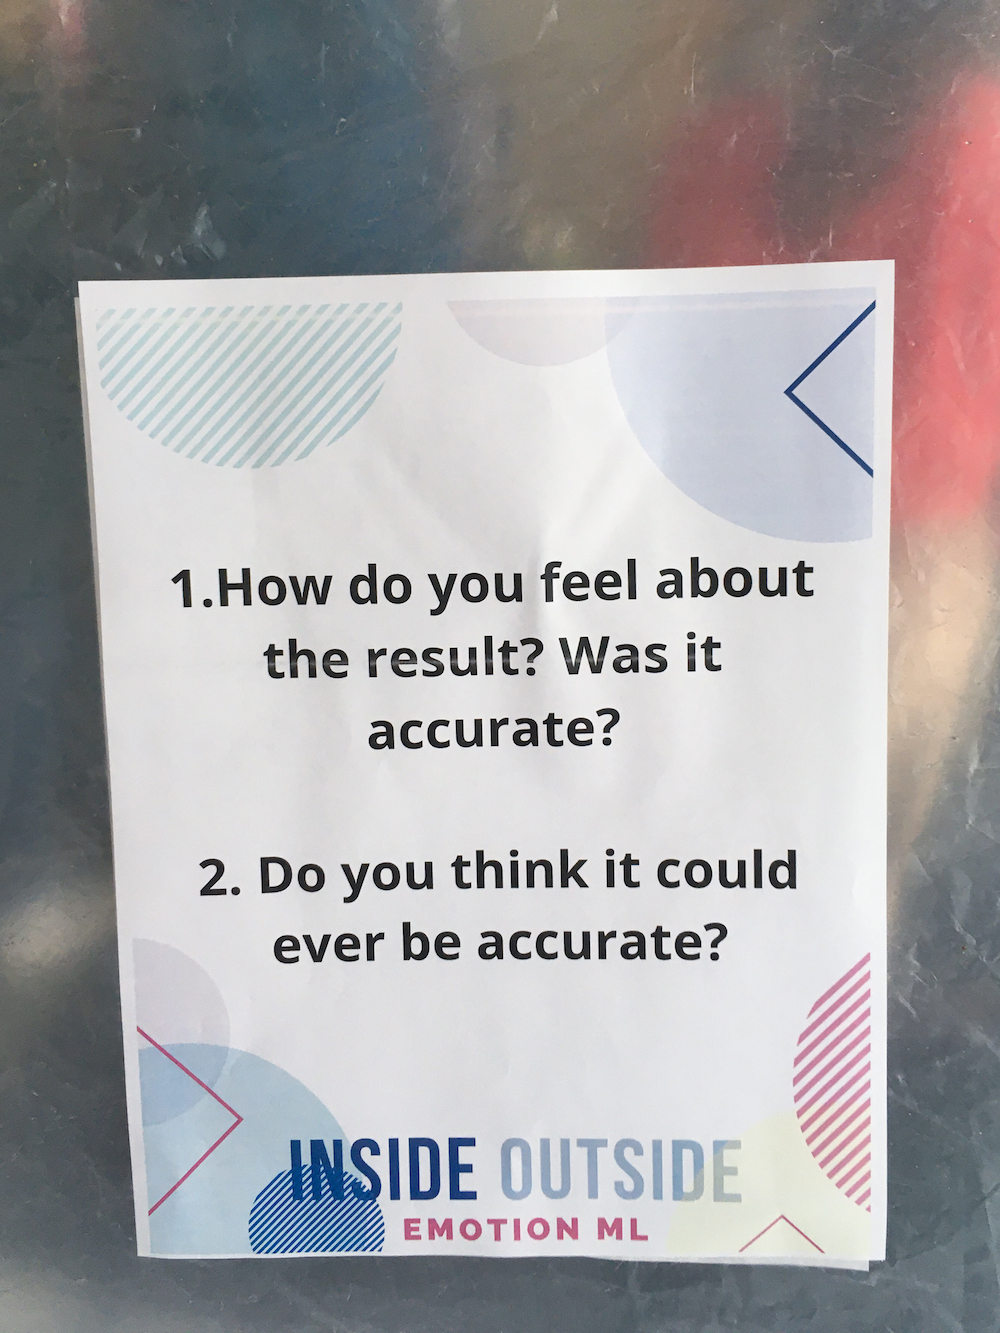 1.How do you feel about
the result? Was it
accurate?
2. Do you think it could
ever be accurate?
INSIDE OUTSIDE
EMOTION ML